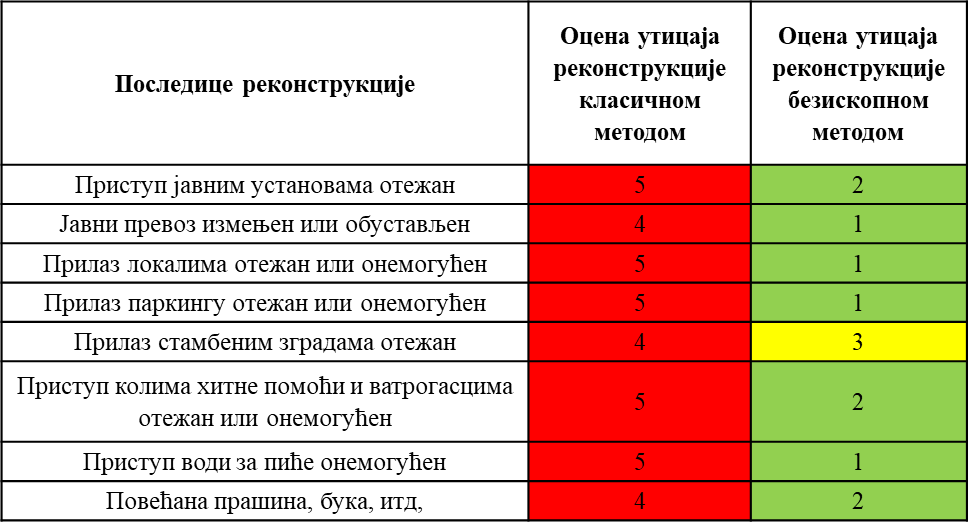 Последице реконструкције
Оцена утицаја
реконструкције
класичном
методом
Оцена утицаја
реконструкције
безископном
методом
Приступ јавним установама отежан 5 2
Јавни превоз измењен или обустављен 4 1
Прилаз локалима отежан или онемогућен 5 1
Прилаз паркингу отежан или онемогућен 5 1
Прилаз стамбеним зградама отежан 4 3
Приступ колима хитне помоћи и ватрогасцима
отежан или онемогућен
5 2
Приступ води за пиће онемогућен 5 1
Повећана прашина, бука, итд, 4 2